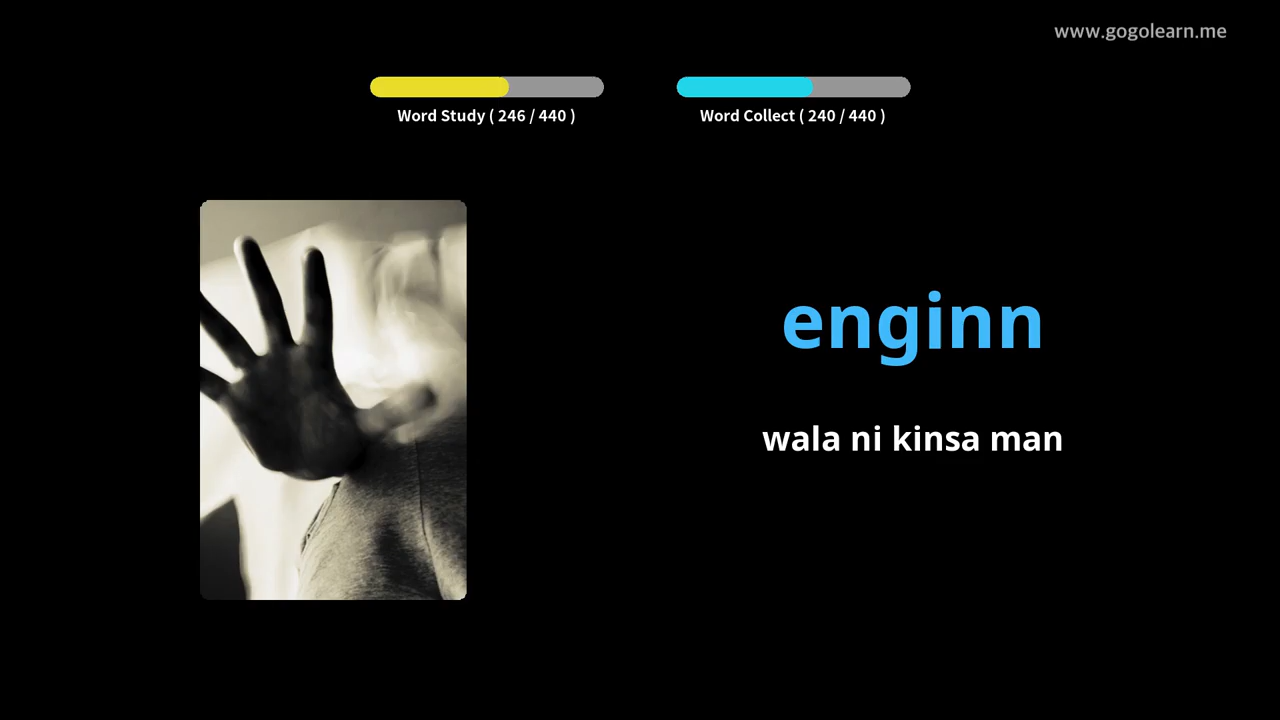 www.gogolearn.me
Word Study ( 246 / 440 )
Word Collect ( 240 / 440 )
enginn
wala ni kinsa man